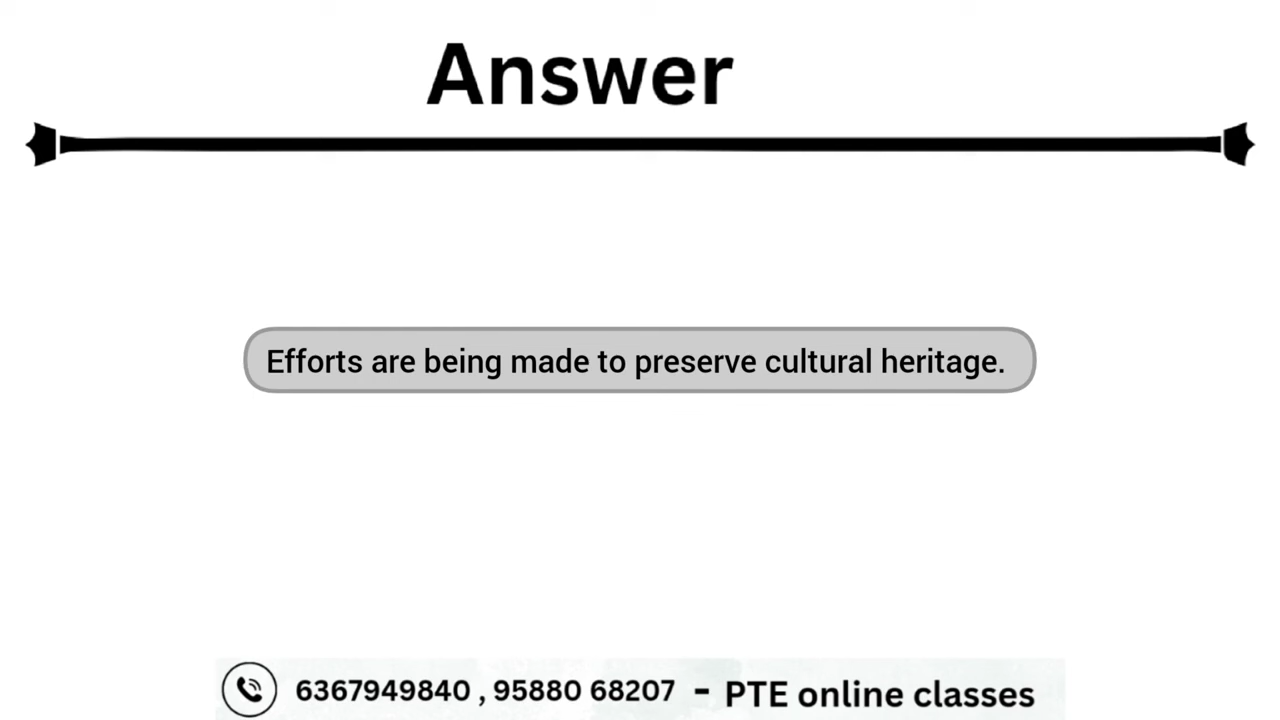 Answer
Efforts are being made to preserve cultural heritage.
6367949840 , 95880 68207 - PTE online classes